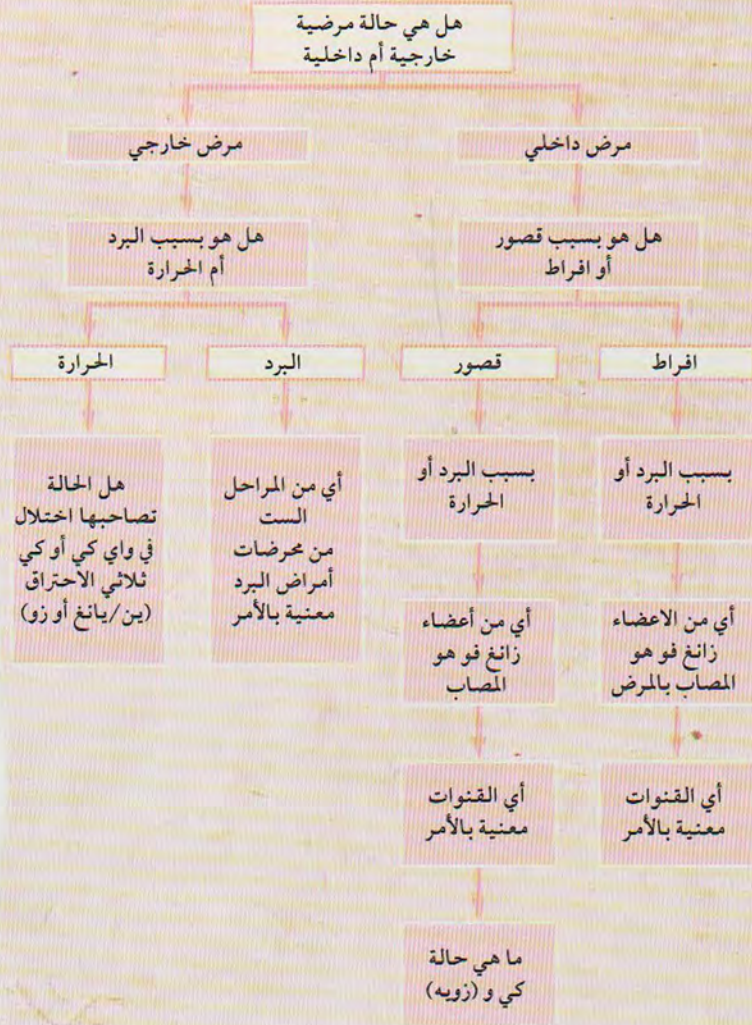 هل هي حالة مرضية
خارجية أم داخلية
مرض داخلي
مرض خارجي
هل هو بسبب قصور
أو افراط
هل هو بسبب البرد
أم الحرارة
افراط
قصور
البرد
الحرارة
بسبب البرد أو
الحرارة
بسبب البرد أو
الحرارة
أي من المراحل
الست
من محرضات
أمراض البرد
معنية بالأمر
هل الحالة
تصاحبها اختلال
في واي كي أو كي
ثلاثي الاحتراق
(ين/يانغ أو زو)
أي من الاعضاء
زانغ فو هو
المصاب بالمرض
أي من أعضاء
زانغ فو هو
المصاب
أي القنوات
معنية بالأمر
أي القنوات
معنية بالأمر
ما هي حالة
كي و (زويه)